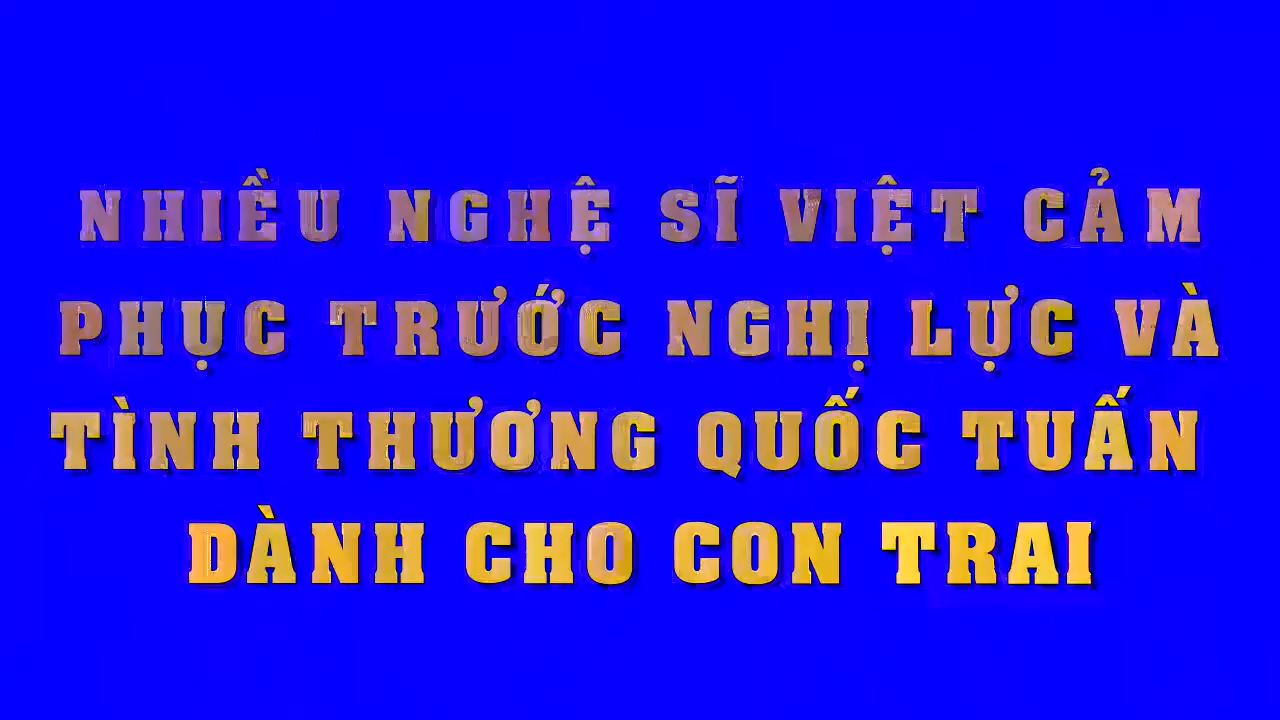 NHIỀU NGHỆ SĨ VIỆT CẢM
PHỤC TRƯỚC NGHỊ LỰC VÀ
TÌNH THƯƠNG QUỐC TUẤN
DÀNH CHO CON TRAI